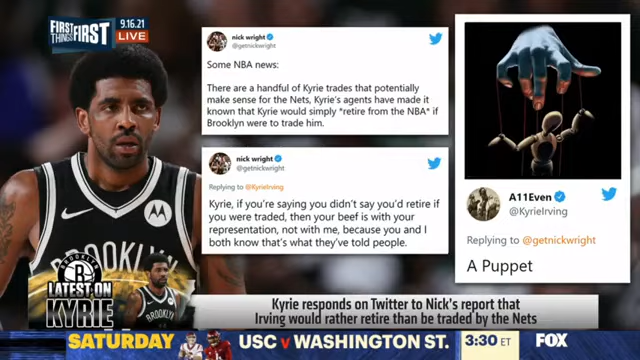 FIRST
THINGS FIRST
9.16.21
LIVE
nick wright
@getnickwright
Some NBA news:
There are a handful of Kyrie trades that potentially
make sense for the Nets, Kyrie's agents have made it
known that Kyrie would simply *retire from the NBA* if
Brooklyn were to trade him.
nick wright
@getnickwright
Replying to @KyrieIrving
Kyrie, if you're saying you didn't say you'd retire if
you were traded, then your beef is with your
representation, not with me, because you and I
both know that's what they've told people.
A11Even
@KyrieIrving
Replying to @getnickwright
A Puppet
BROOKLYN
BROOKLYN
B
LATEST ON
KYRIE
BROOKLYN
Kyrie responds on Twitter to Nick's report that
Irving would rather retire than be traded by the Nets
SATURDAY USC v WASHINGTON ST. 3:30 ET FOX